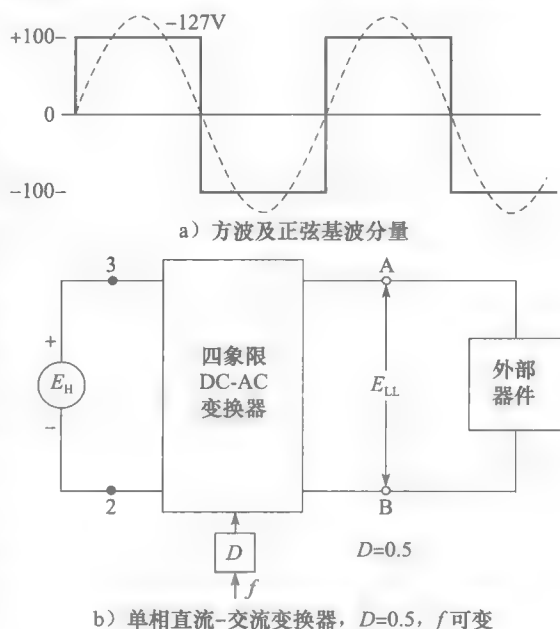 +100-
-127V
0
-100-
a）方波及正弦基波分量
3
A
+
E_H
-
四象限
DC-AC
变换器
E_LL
外部
器件
2
B
D
D=0.5
f
b）单相直流-交流变换器，D=0.5，f可变